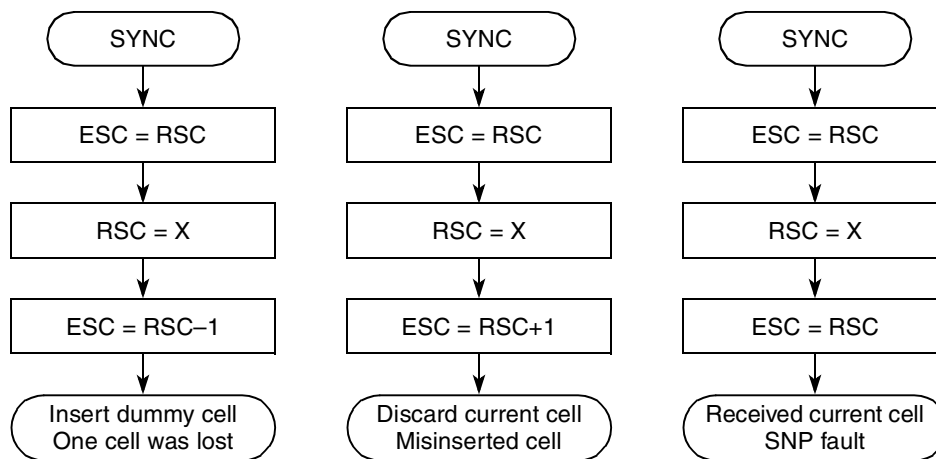 SYNC
ESC = RSC
RSC = X
ESC = RSC–1
Insert dummy cell
One cell was lost
SYNC
ESC = RSC
RSC = X
ESC = RSC+1
Discard current cell
Misinserted cell
SYNC
ESC = RSC
RSC = X
ESC = RSC
Received current cell
SNP fault